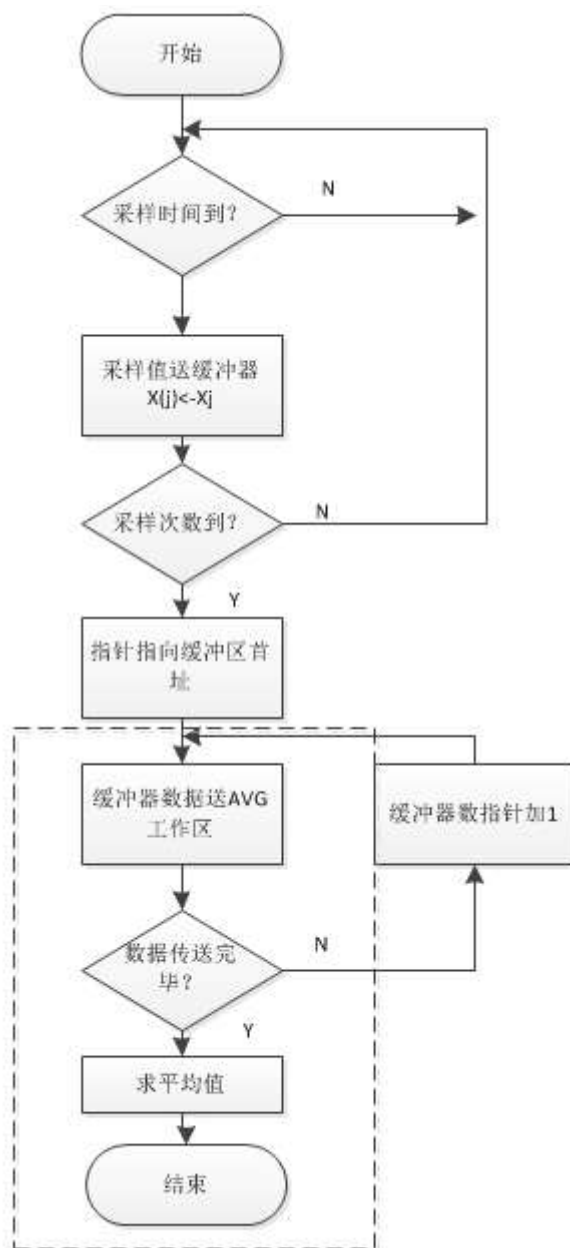 开始
采样时间到?
N
采样值送缓冲器
X(j)<-Xj
采样次数到?
N
Y
指针指向缓冲区首
址
缓冲器数据送AVG
工作区
缓冲器数指针加1
数据传送完
毕?
N
Y
求平均值
结束